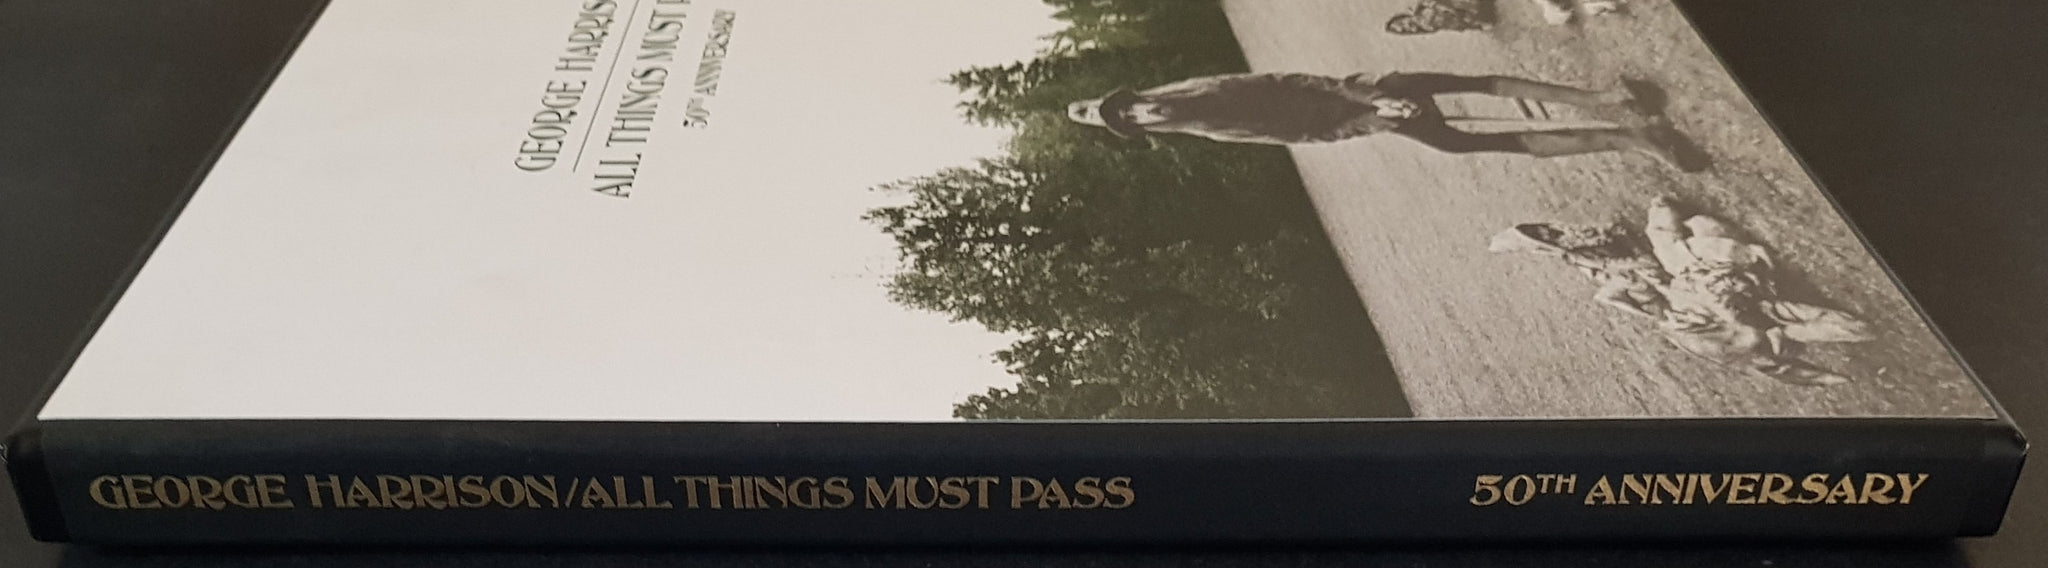 GEORGE HARRIS
ALL THINGS MUST
50TH ANNIVERSARY
GEORGE HARRISON/ALL THINGS MUST PASS
50TH ANNIVERSARY